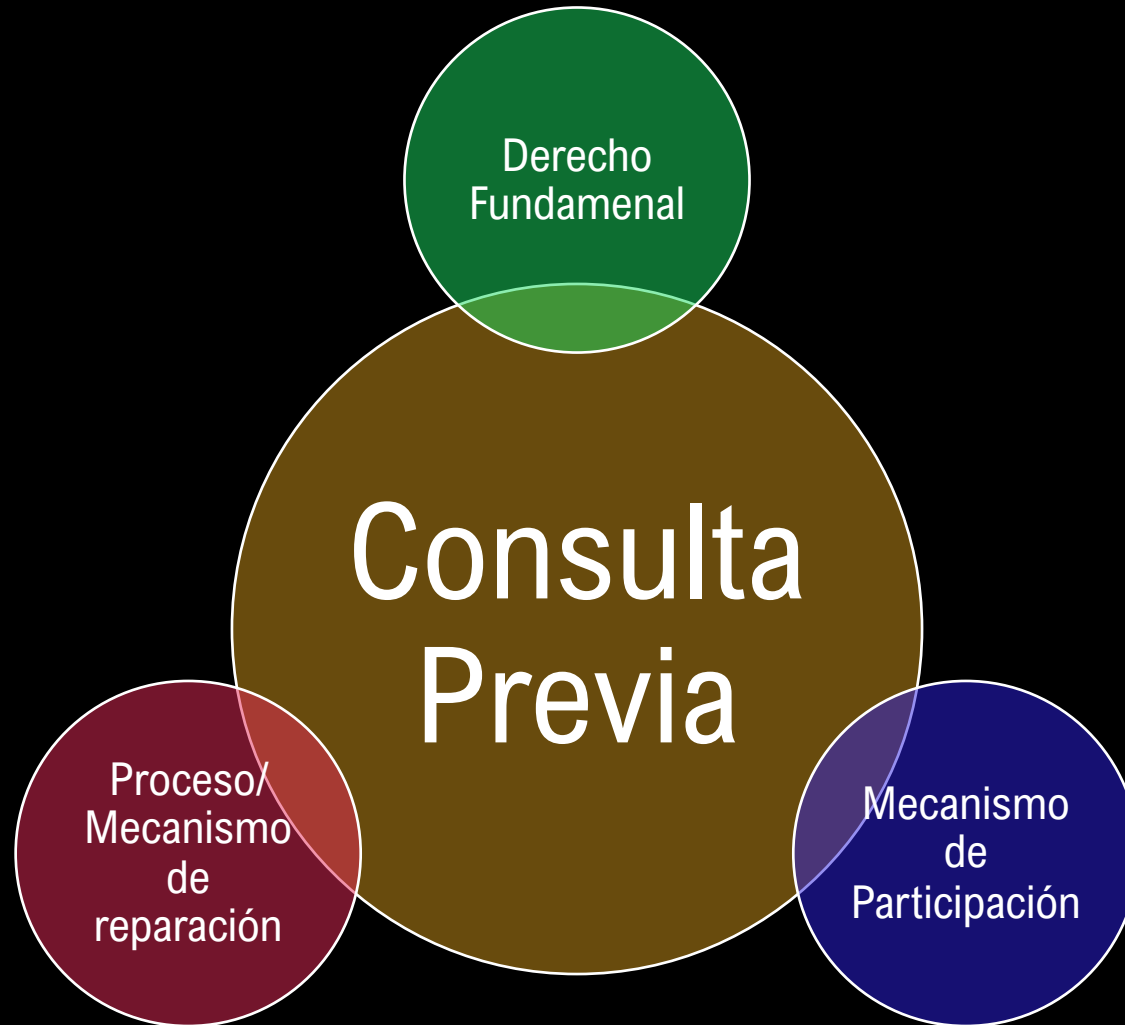 Derecho
Fundamenal
Consulta
Previa
Proceso/
Mecanismo
de
reparación
Mecanismo
de
Participación